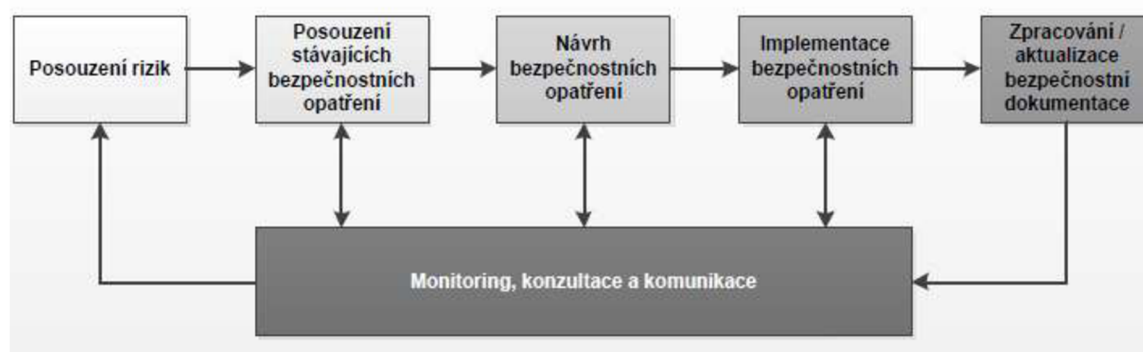 Posouzení rizik
Posouzení
stávajících
bezpečnostních
opatření
Návrh
bezpečnostních
opatření
Implementace
bezpečnostních
opatření
Zpracování /
aktualizace
bezpečnostní
dokumentace
Monitoring, konzultace a komunikace